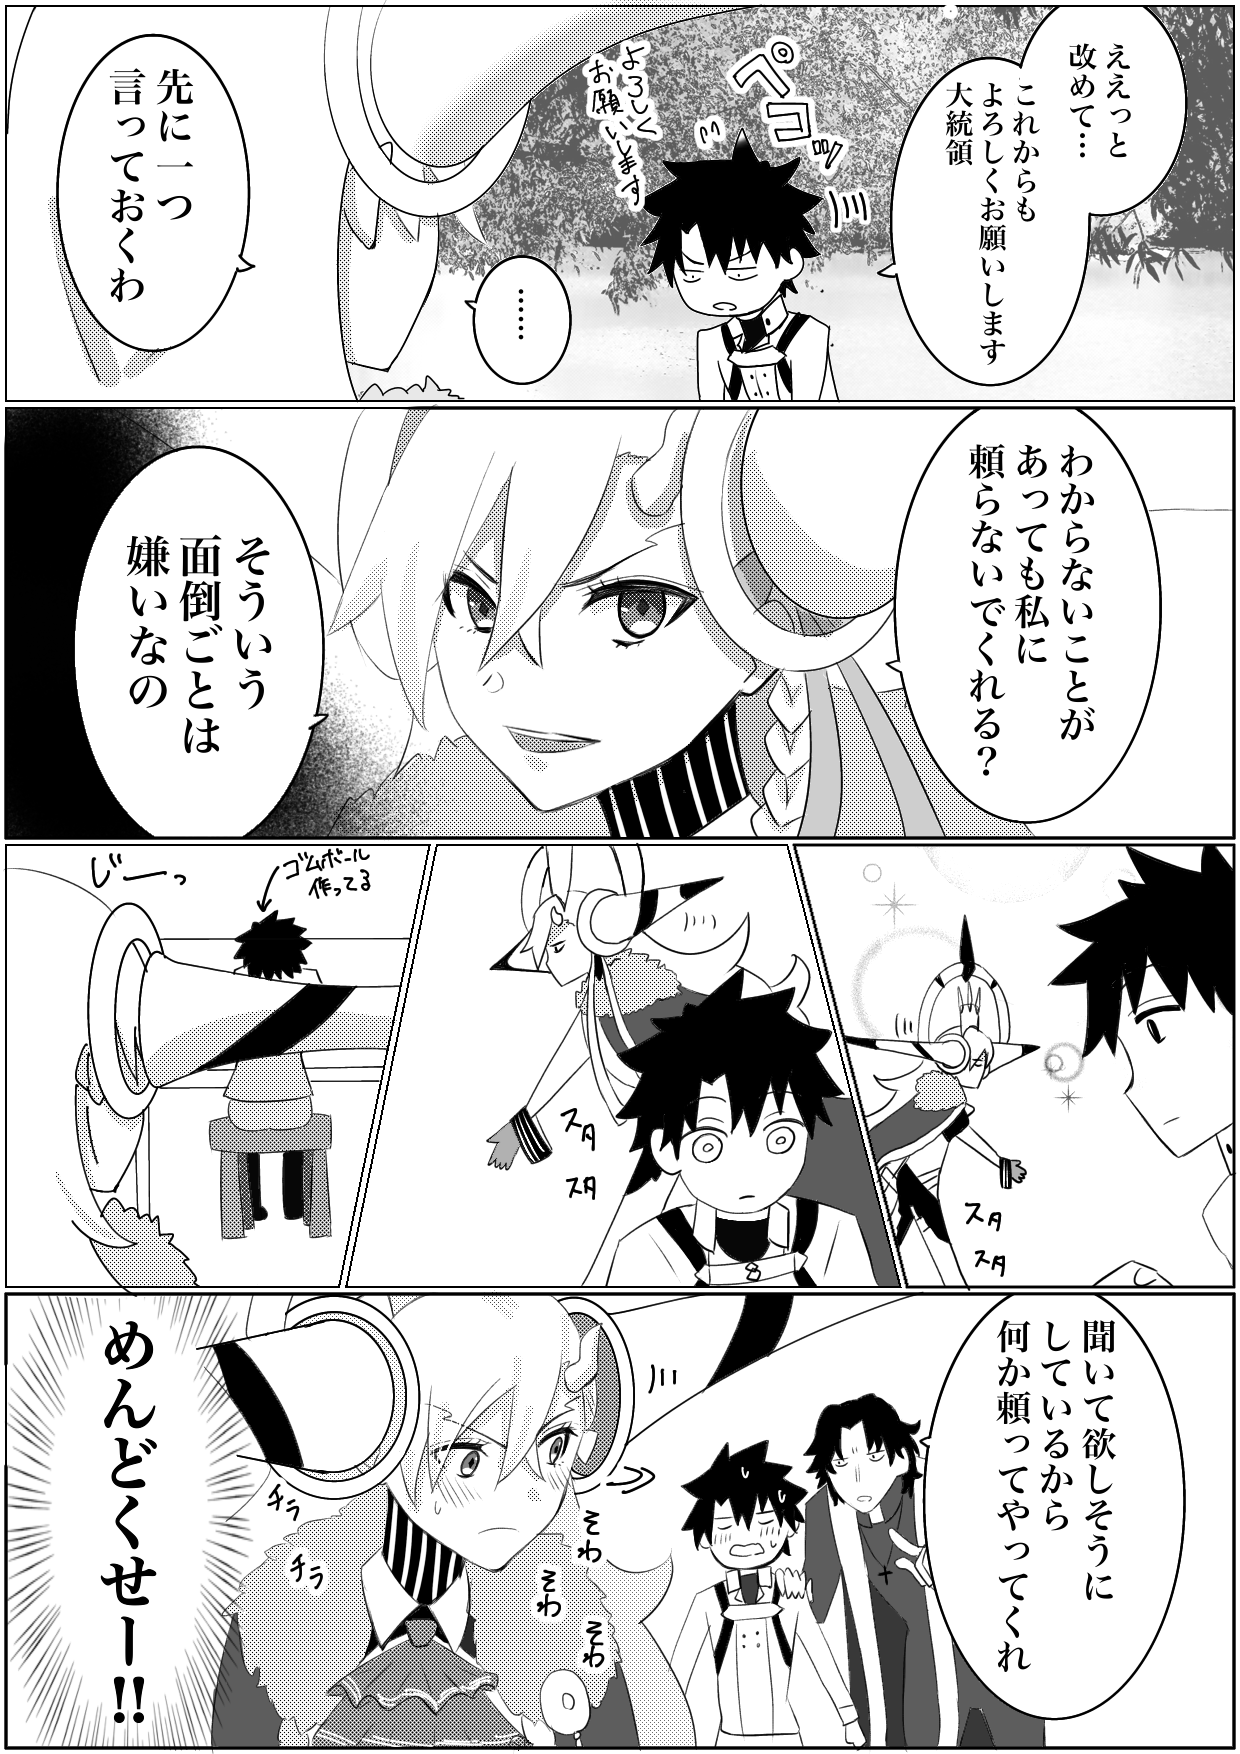 ええっと
改めて…
これからも
よろしくお願いします
大統領
ペコッ
よろしく
お願いします
……
先に一つ
言っておくわ
わからないことが
あっても私に
頼らないでくれる？
そういう
面倒ごとは
嫌いなの
スタ
スタ
スタ
スタ
ゴムボール
作ってる
じーっ
聞いて欲しそうに
しているから
何か頼ってやってくれ
そわ
そわ
そわ
チラ
チラ
めんどくせー!!